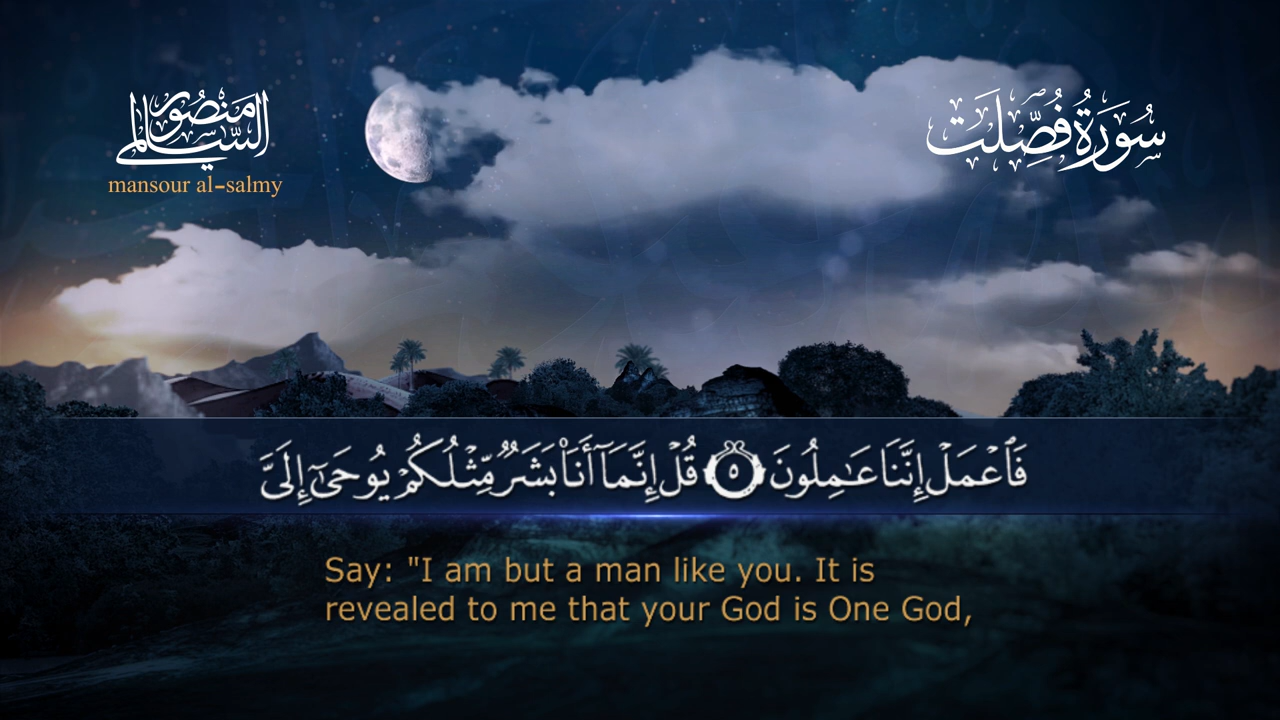 منصور
السالمي
mansour al-salmy
سُورَةُ فُصِّلَت
فَٱعۡمَلۡ إِنَّنَا عَٰمِلُونَ ٥ قُلۡ إِنَّمَآ أَنَا۠ بَشَرٞ مِّثۡلُكُمۡ يُوحَىٰٓ إِلَيَّ
Say: "I am but a man like you. It is
revealed to me that your God is One God,